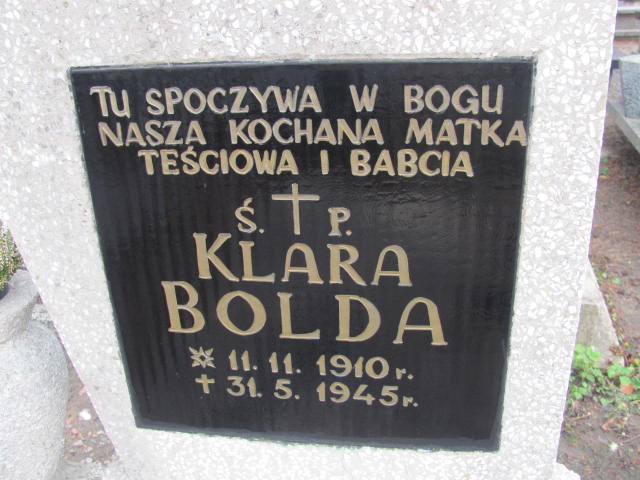 TU SPOCZYWA W BOGU
NASZA KOCHANA MATKA
TEŚCIOWA I BABCIA
Ś. † P.
KLARA
BOLDA
* 11. 11. 1910 r.
† 31. 5. 1945 r.